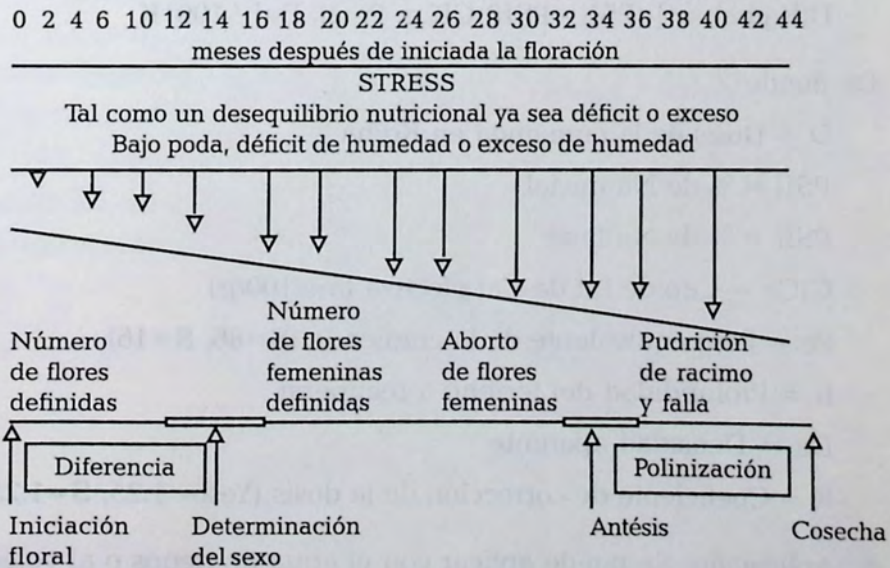 0 2 4 6 8 10 12 14 16 18 20 22 24 26 28 30 32 34 36 38 40 42 44
meses después de iniciada la floración
STRESS
Tal como un desequilibrio nutricional ya sea déficit o exceso
Bajo poda, déficit de humedad o exceso de humedad
Número
de flores
definidas
Número
de flores
femeninas
definidas
Aborto
de flores
femeninas
Pudrición
de racimo
y falla
Diferencia
Polinización
Iniciación
floral
Determinación
del sexo
Antésis
Cosecha